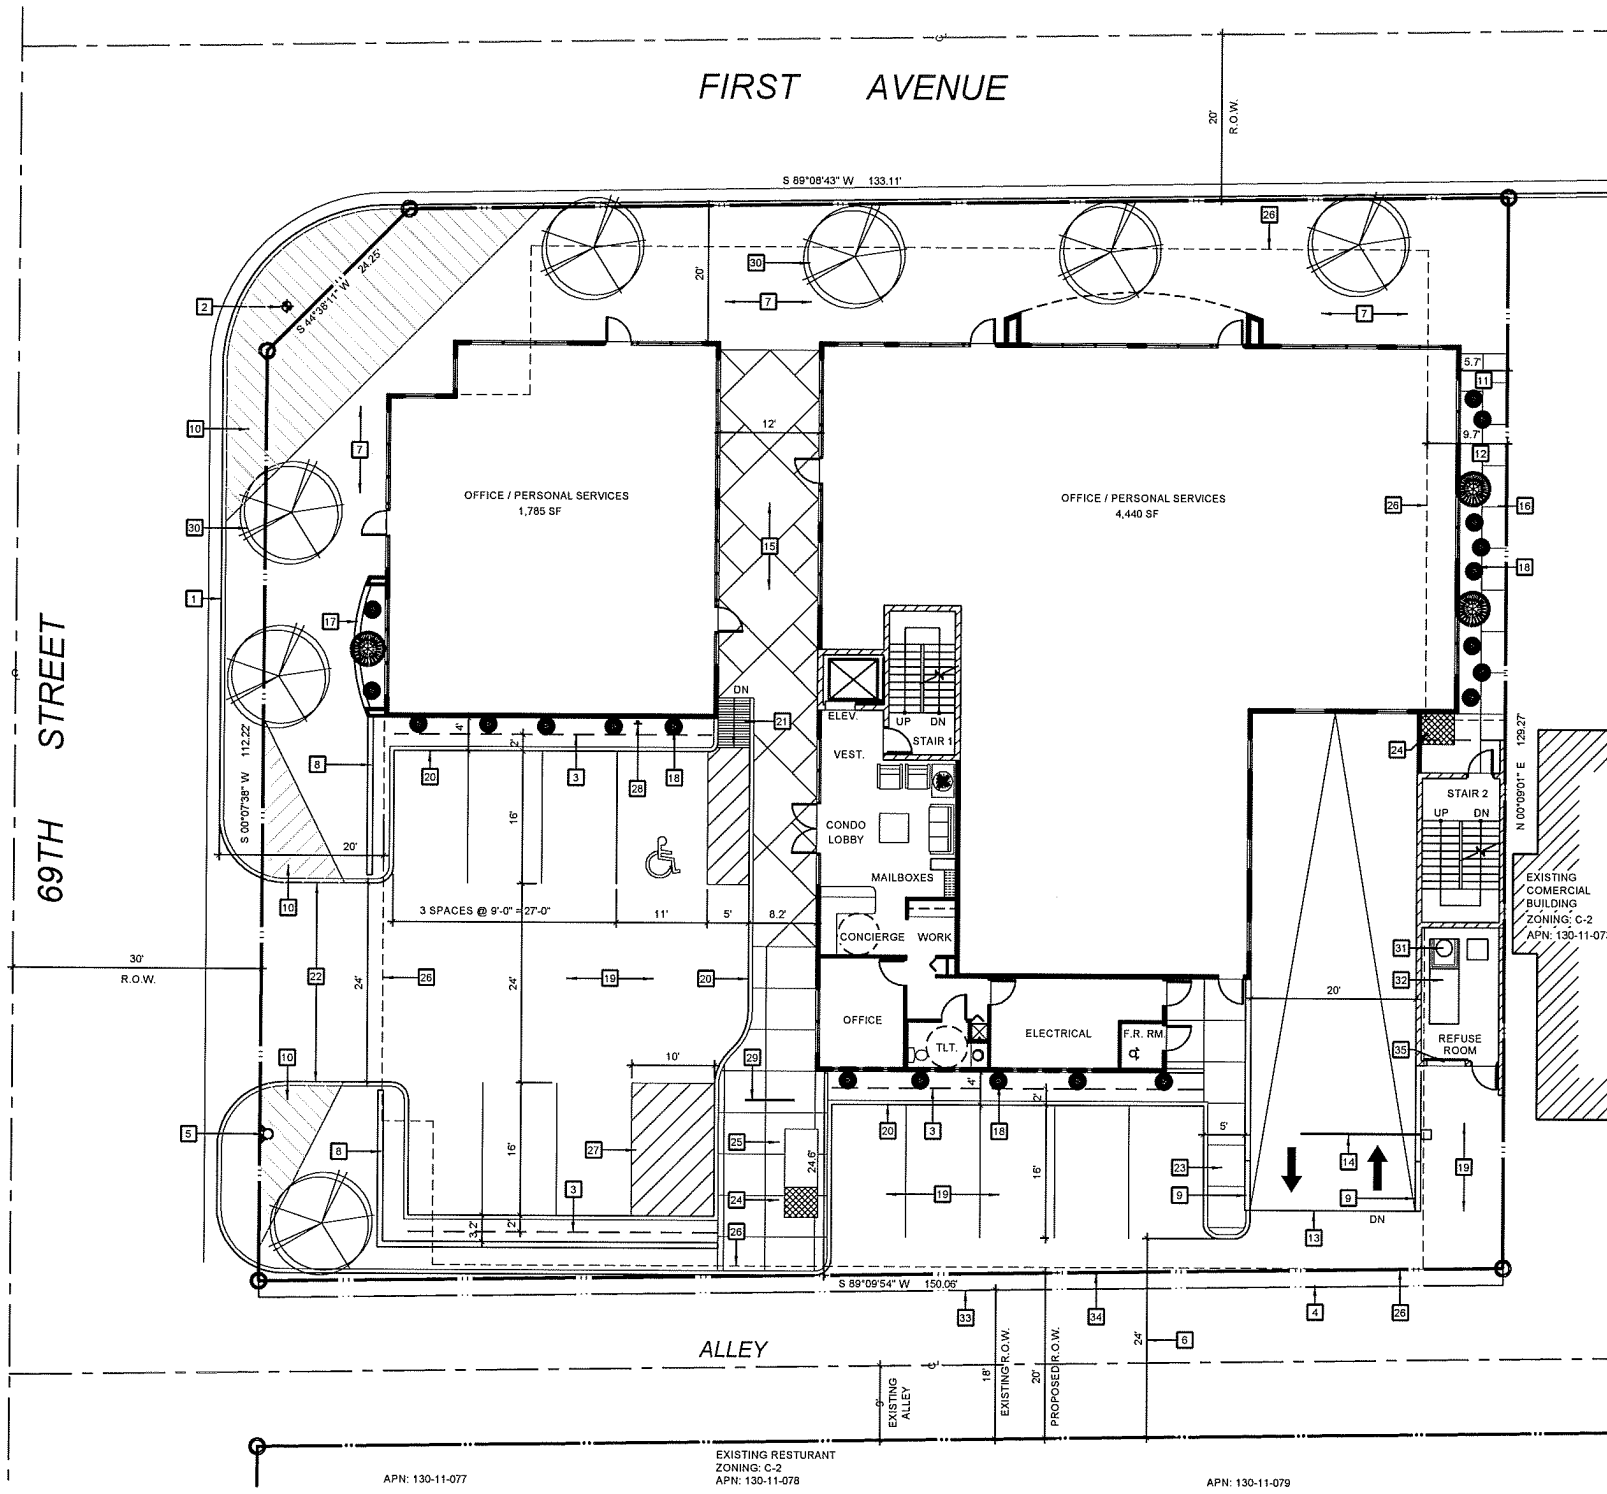 FIRST AVENUE
20'
R.O.W.
S 89°08'43" W 133.11'
26
30
20'
7
7
2
S 44°38'11" W 24.25'
5.7'
11
10
7
12'
9.7'
12
OFFICE / PERSONAL SERVICES
1,785 SF
OFFICE / PERSONAL SERVICES
4,440 SF
26
16
30
15
18
1
17
69TH STREET
DN
21
4'
ELEV.
UP DN
STAIR 1
VEST.
24
S 00°07'38" W 112.22'
N 00°09'01" E 129.27'
8
20
2'
3
28
18
STAIR 2
UP DN
16'
CONDO
LOBBY
20'
MAILBOXES
EXISTING
COMERCIAL
BUILDING
ZONING: C-2
APN: 130-11-073
10
3 SPACES @ 9'-0" = 27'-0"
11'
5'
8.2'
CONCIERGE
WORK
31
30'
R.O.W.
22
24'
26
24'
19
20
32
20'
OFFICE
ELECTRICAL
F.R. RM.
TLT.
REFUSE
ROOM
35
10
10'
29
4'
2'
5
8
16'
27
25
24.6'
20
3
18
5'
14
19
16'
23
24
19
9
9
3
2'
3.2'
26
13
DN
S 89°09'54" W 150.06'
33
34
4
26
ALLEY
24'
6
9'
EXISTING
ALLEY
18'
EXISTING R.O.W.
20'
PROPOSED R.O.W.
EXISTING RESTURANT
ZONING: C-2
APN: 130-11-078
APN: 130-11-077
APN: 130-11-079